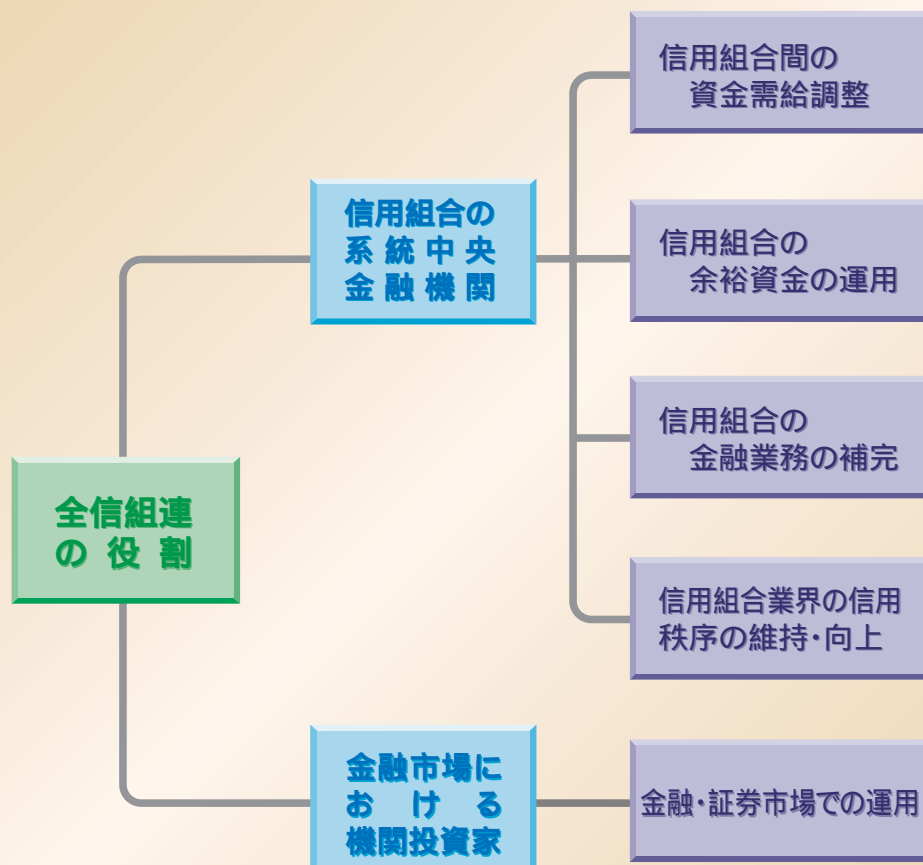 全信組連
の役割
信用組合の
系統中央
金融機関
信用組合間の
資金需給調整
信用組合の
余裕資金の運用
信用組合の
金融業務の補完
信用組合業界の信用
秩序の維持・向上
金融市場に
おける
機関投資家
金融・証券市場での運用